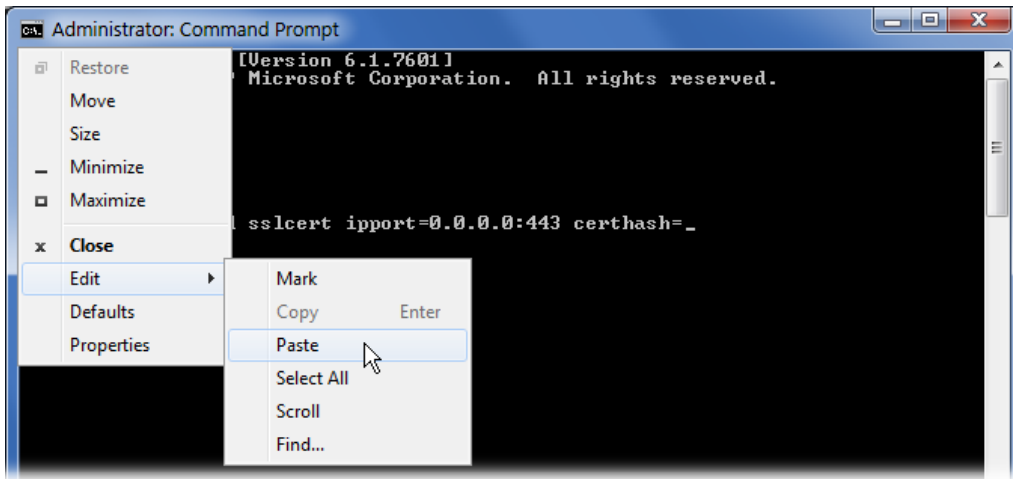 Administrator: Command Prompt
[Version 6.1.7601]
Microsoft Corporation. All rights reserved.
sslcert ipport=0.0.0.0:443 certhash=_
Restore
Move
Size
Minimize
Maximize
Close
Edit
Defaults
Properties
Mark
Copy Enter
Paste
Select All
Scroll
Find...